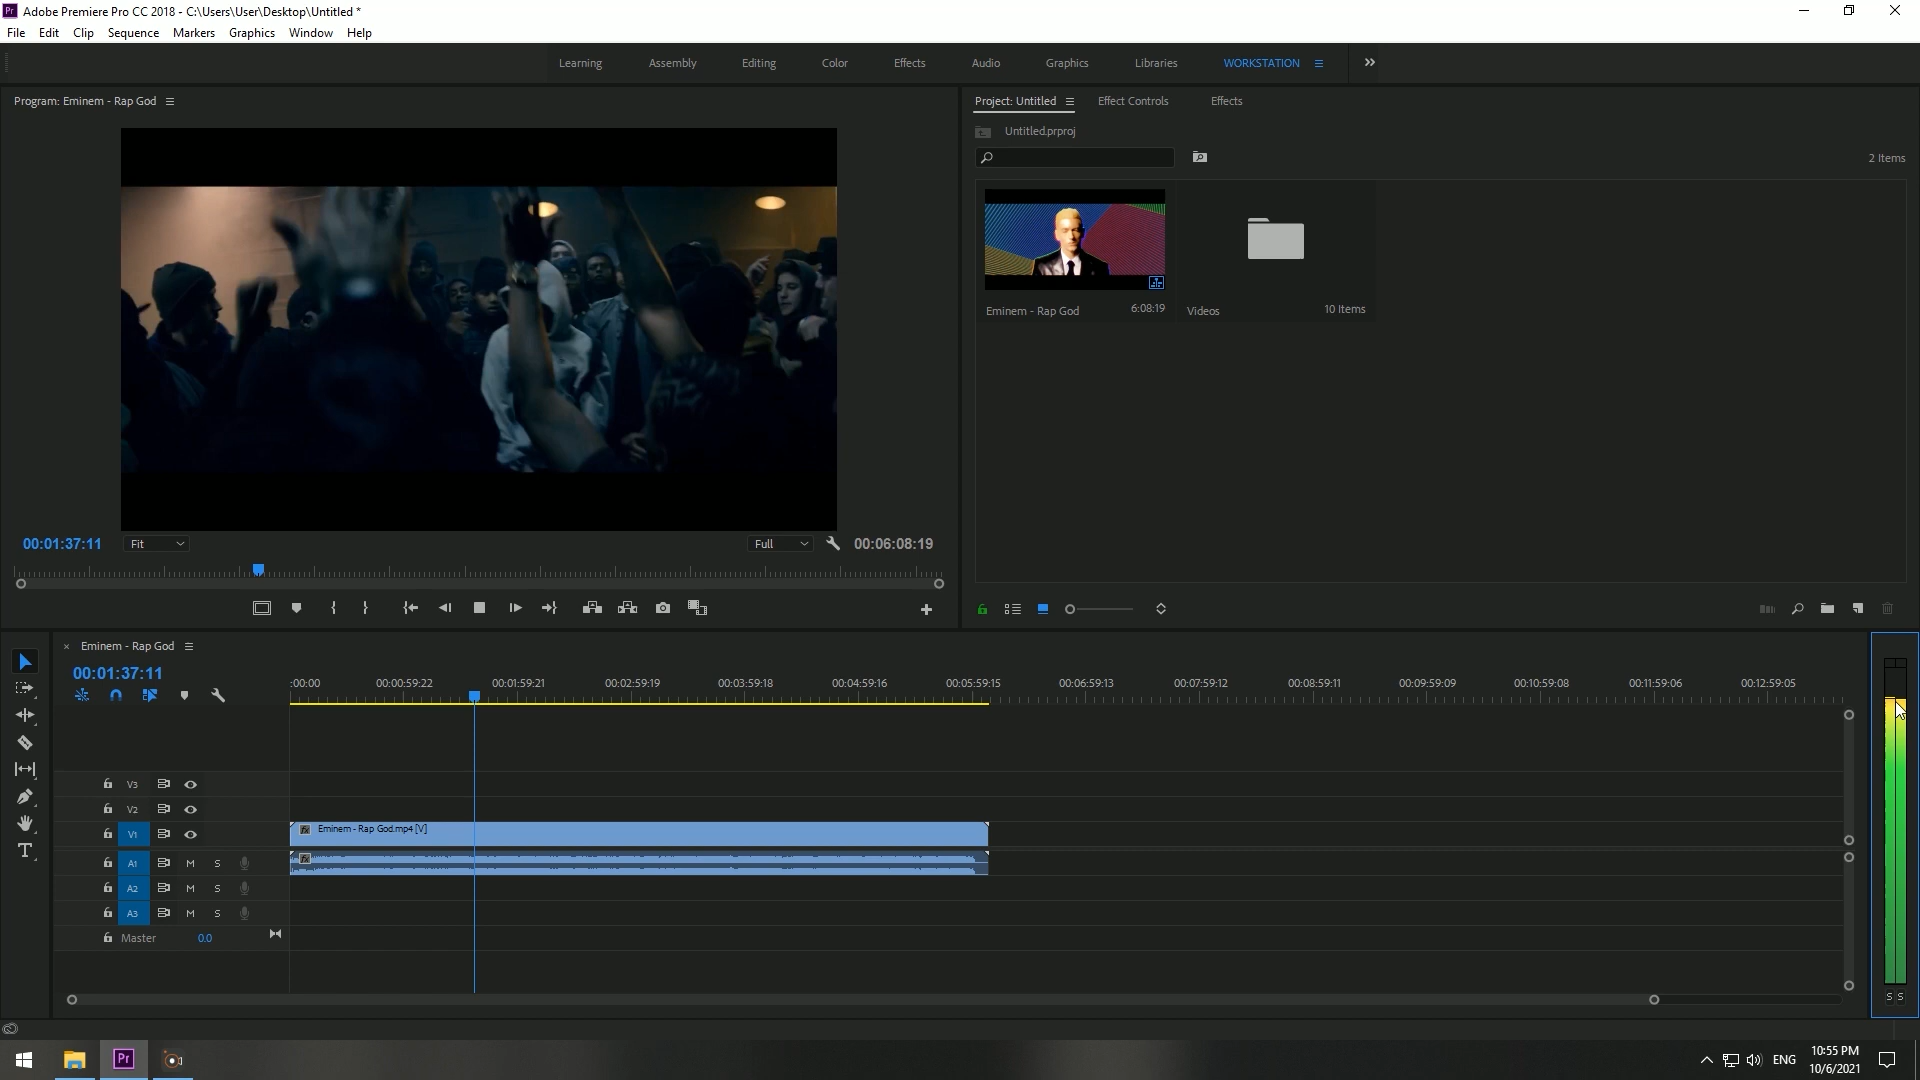 Pr Adobe Premiere Pro CC 2018 - C:\Users\User\Desktop\Untitled *
File Edit Clip Sequence Markers Graphics Window Help
Learning Assembly Editing Color Effects Audio Graphics Libraries WORKSTATION
Program: Eminem - Rap God
Project: Untitled Effect Controls Effects
Untitled.prproj
2 Items
Eminem - Rap God 6:08:19
Videos 10 Items
00:01:37:11 Fit Full 00:06:08:19
× Eminem - Rap God
00:01:37:11
:00:00 00:00:59:22 00:01:59:21 00:02:59:19 00:03:59:18 00:04:59:16 00:05:59:15 00:06:59:13 00:07:59:12 00:08:59:11 00:09:59:09 00:10:59:08 00:11:59:06 00:12:59:05
V3
V2
V1 fx Eminem - Rap God.mp4 [V]
A1 M S fx
A2 M S
A3 M S
Master 0.0
S S
Pr
ENG
10:55 PM
10/6/2021